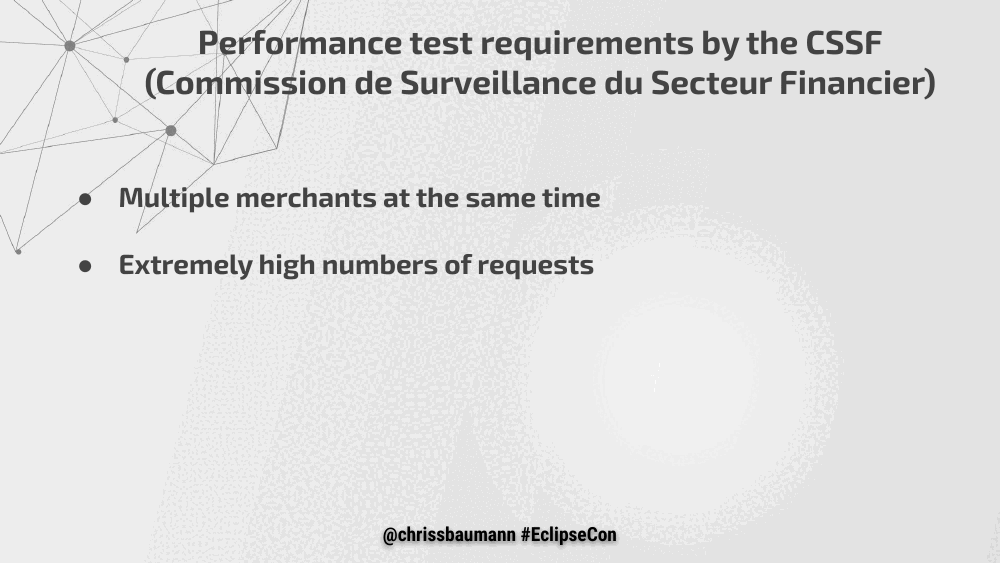 Performance test requirements by the CSSF
(Commission de Surveillance du Secteur Financier)
● Multiple merchants at the same time
● Extremely high numbers of requests
@chrissbaumann #EclipseCon